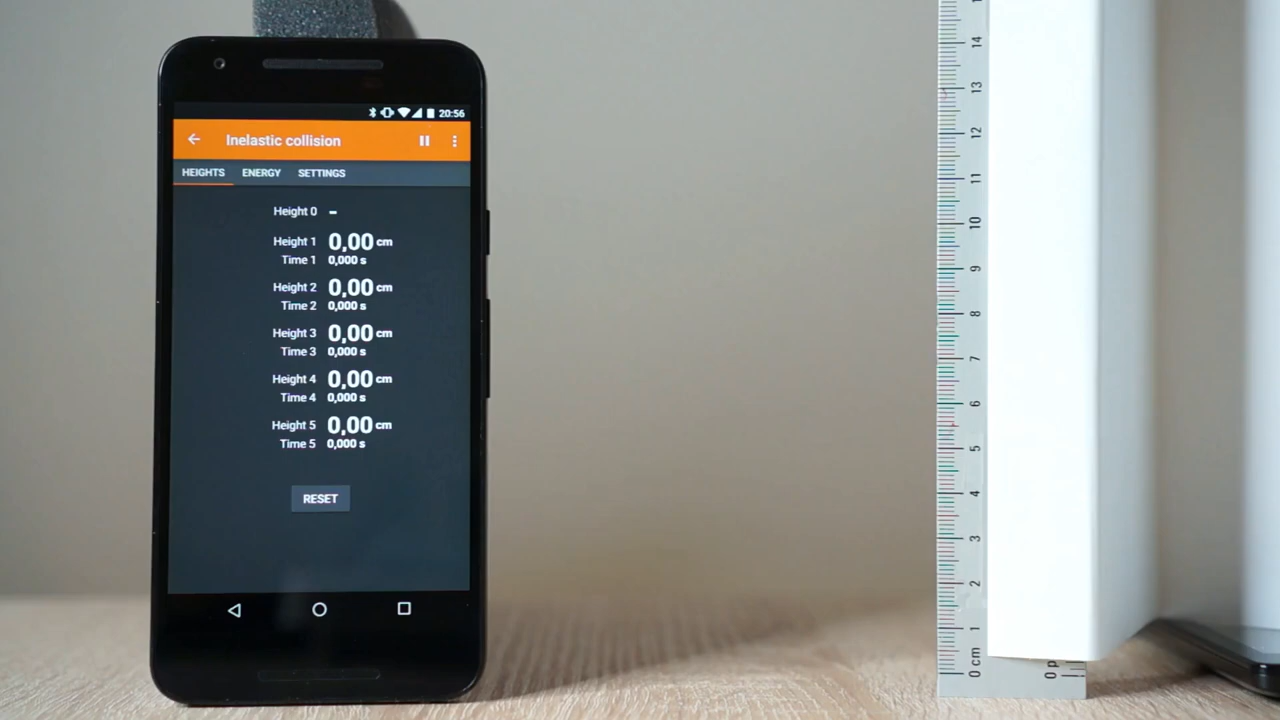 20:56
Inelastic collision
HEIGHTS ENERGY SETTINGS
Height 0 -
Height 1 0,00 cm
Time 1 0,000 s
Height 2 0,00 cm
Time 2 0,000 s
Height 3 0,00 cm
Time 3 0,000 s
Height 4 0,00 cm
Time 4 0,000 s
Height 5 0,00 cm
Time 5 0,000 s
RESET
14
13
12
11
10
9
8
7
6
5
4
3
2
1
0 cm
0 p